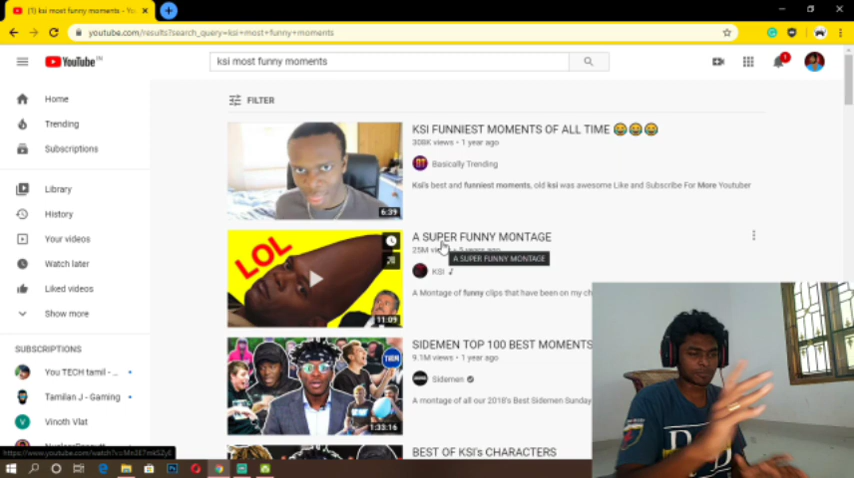 (1) ksi most funny moments - Yo
youtube.com/results?search_query=ksi+most+funny+moments
YouTube IN
ksi most funny moments
1
Home
Trending
Subscriptions
Library
History
Your videos
Watch later
Liked videos
Show more
SUBSCRIPTIONS
You TECH tamil - ...
Tamilan J - Gaming
Vinoth Vlat
FILTER
6:39
KSI FUNNIEST MOMENTS OF ALL TIME 😂😂😂
308K views • 1 year ago
Basically Trending
Ksi's best and funniest moments, old ksi was awesome Like and Subscribe For More Youtuber
LOL
11:09
A SUPER FUNNY MONTAGE
25M
A SUPER FUNNY MONTAGE
KSI
A Montage of funny clips that have been on my ch
1:33:16
SIDEMEN TOP 100 BEST MOMENTS
9.1M views • 1 year ago
Sidemen
A montage of all our 2018's Best Sidemen Sunday
BEST OF KSI's CHARACTERS